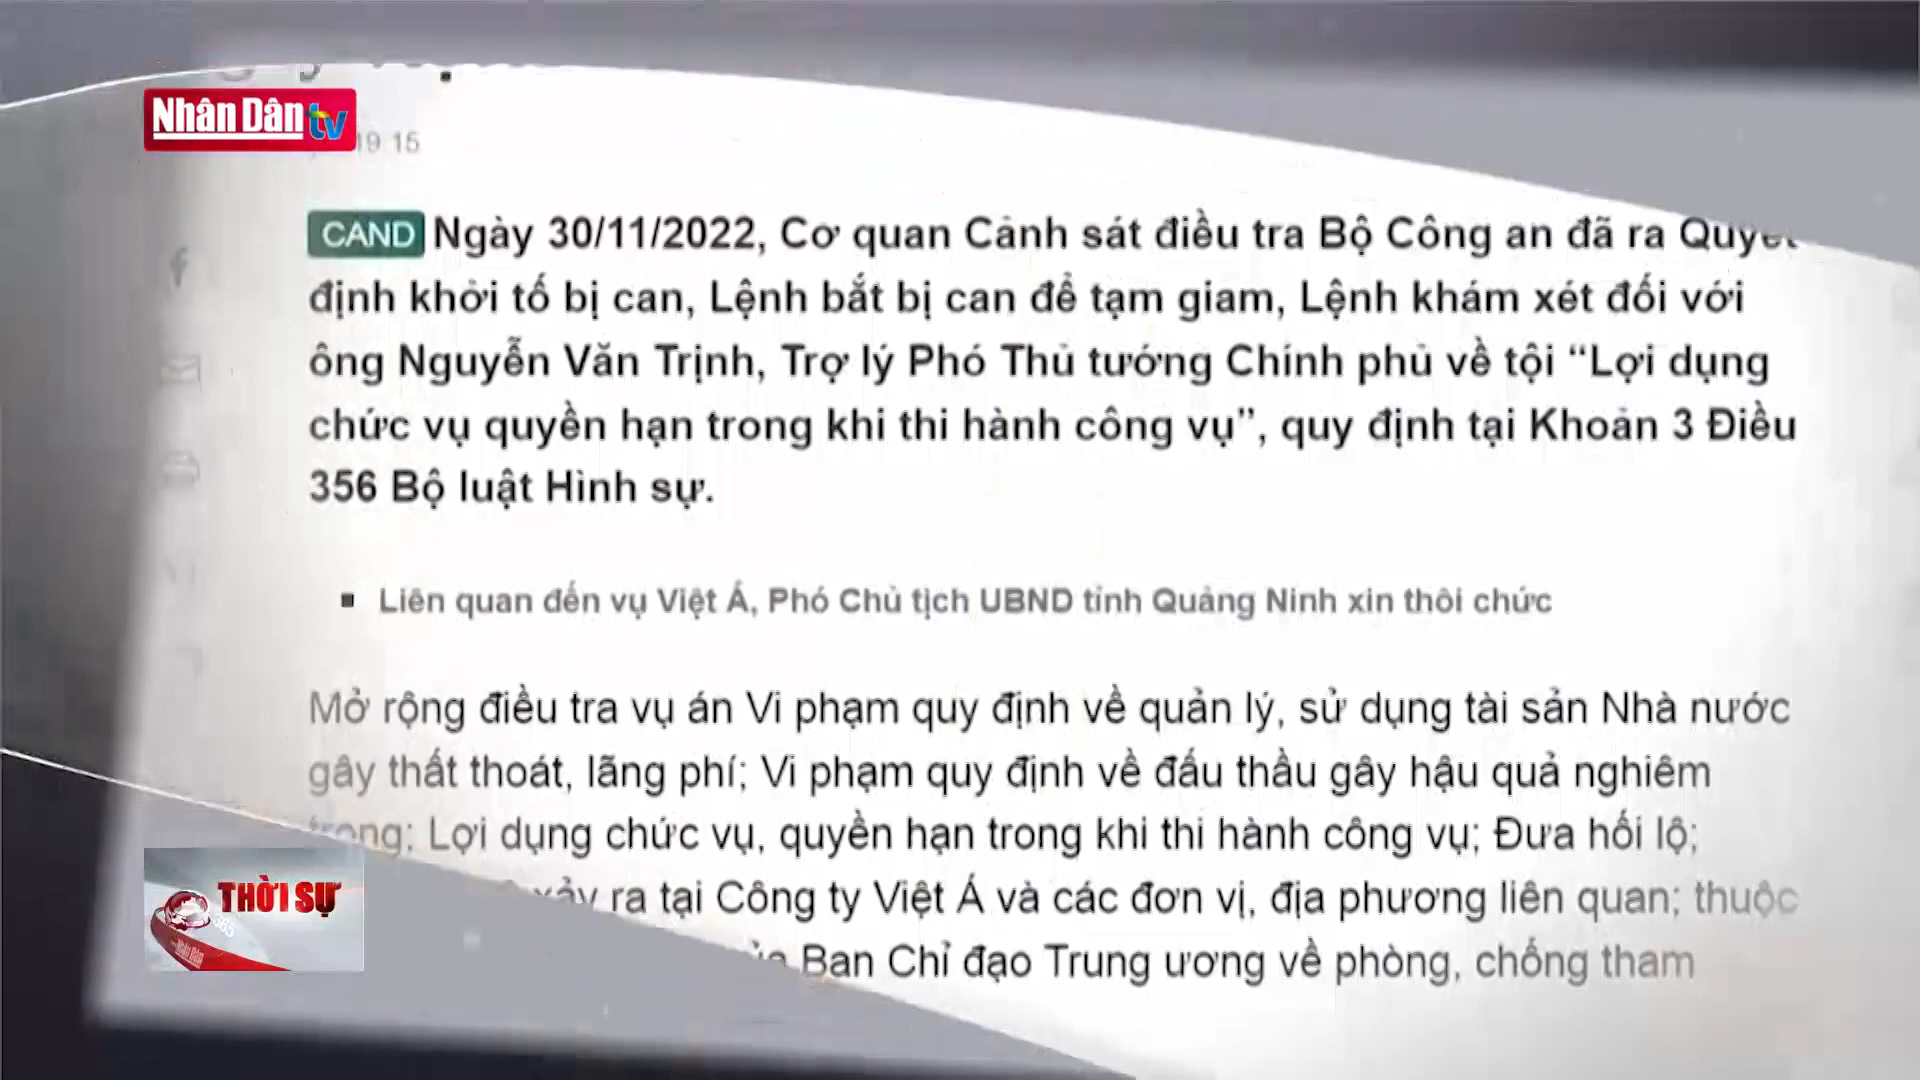 Nhân Dân tv
19:15
CAND Ngày 30/11/2022, Cơ quan Cảnh sát điều tra Bộ Công an đã ra Quyết
định khởi tố bị can, Lệnh bắt bị can để tạm giam, Lệnh khám xét đối với
ông Nguyễn Văn Trịnh, Trợ lý Phó Thủ tướng Chính phủ về tội “Lợi dụng
chức vụ quyền hạn trong khi thi hành công vụ”, quy định tại Khoản 3 Điều
356 Bộ luật Hình sự.
▪ Liên quan đến vụ Việt Á, Phó Chủ tịch UBND tỉnh Quảng Ninh xin thôi chức
Mở rộng điều tra vụ án Vi phạm quy định về quản lý, sử dụng tài sản Nhà nước
gây thất thoát, lãng phí; Vi phạm quy định về đấu thầu gây hậu quả nghiêm
trọng; Lợi dụng chức vụ, quyền hạn trong khi thi hành công vụ; Đưa hối lộ;
xảy ra tại Công ty Việt Á và các đơn vị, địa phương liên quan; thuộc
Ban Chỉ đạo Trung ương về phòng, chống tham
THỜI SỰ
365
Nhân Dân